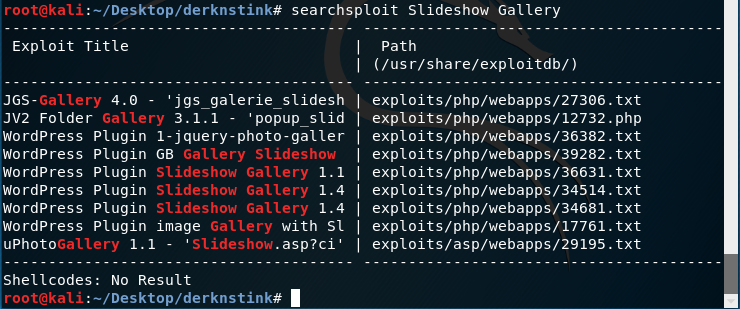 root@kali:~/Desktop/derknstink# searchsploit Slideshow Gallery
---------------------------------------- ----------------------------------------
 Exploit Title                          |  Path
                                        | (/usr/share/exploitdb/)
---------------------------------------- ----------------------------------------
JGS-Gallery 4.0 - 'jgs_galerie_slidesh | exploits/php/webapps/27306.txt
JV2 Folder Gallery 3.1.1 - 'popup_slid | exploits/php/webapps/12732.php
WordPress Plugin 1-jquery-photo-galler | exploits/php/webapps/36382.txt
WordPress Plugin GB Gallery Slideshow  | exploits/php/webapps/39282.txt
WordPress Plugin Slideshow Gallery 1.1 | exploits/php/webapps/36631.txt
WordPress Plugin Slideshow Gallery 1.4 | exploits/php/webapps/34514.txt
WordPress Plugin Slideshow Gallery 1.4 | exploits/php/webapps/34681.txt
WordPress Plugin image Gallery with Sl | exploits/php/webapps/17761.txt
uPhotoGallery 1.1 - 'Slideshow.asp?ci' | exploits/asp/webapps/29195.txt
---------------------------------------- ----------------------------------------
Shellcodes: No Result
root@kali:~/Desktop/derknstink#